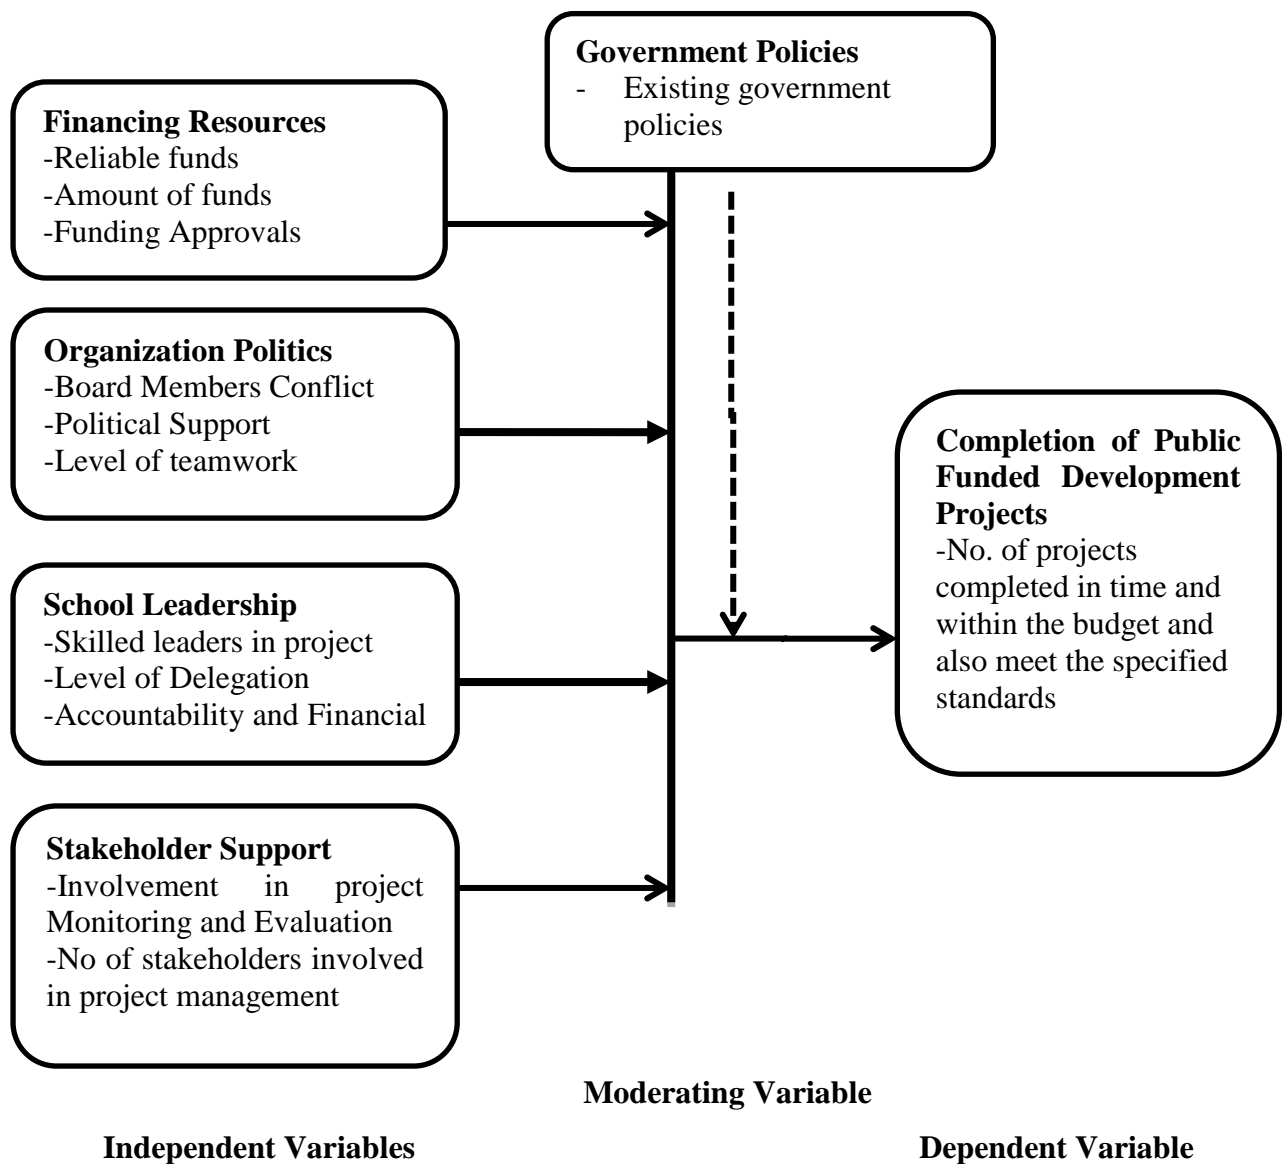 Government Policies
- Existing government
policies
Financing Resources
-Reliable funds
-Amount of funds
-Funding Approvals
Organization Politics
-Board Members Conflict
-Political Support
-Level of teamwork
School Leadership
-Skilled leaders in project
-Level of Delegation
-Accountability and Financial
Stakeholder Support
-Involvement in project
Monitoring and Evaluation
-No of stakeholders involved
in project management
Completion of Public
Funded Development
Projects
-No. of projects
completed in time and
within the budget and
also meet the specified
standards
Moderating Variable
Independent Variables
Dependent Variable